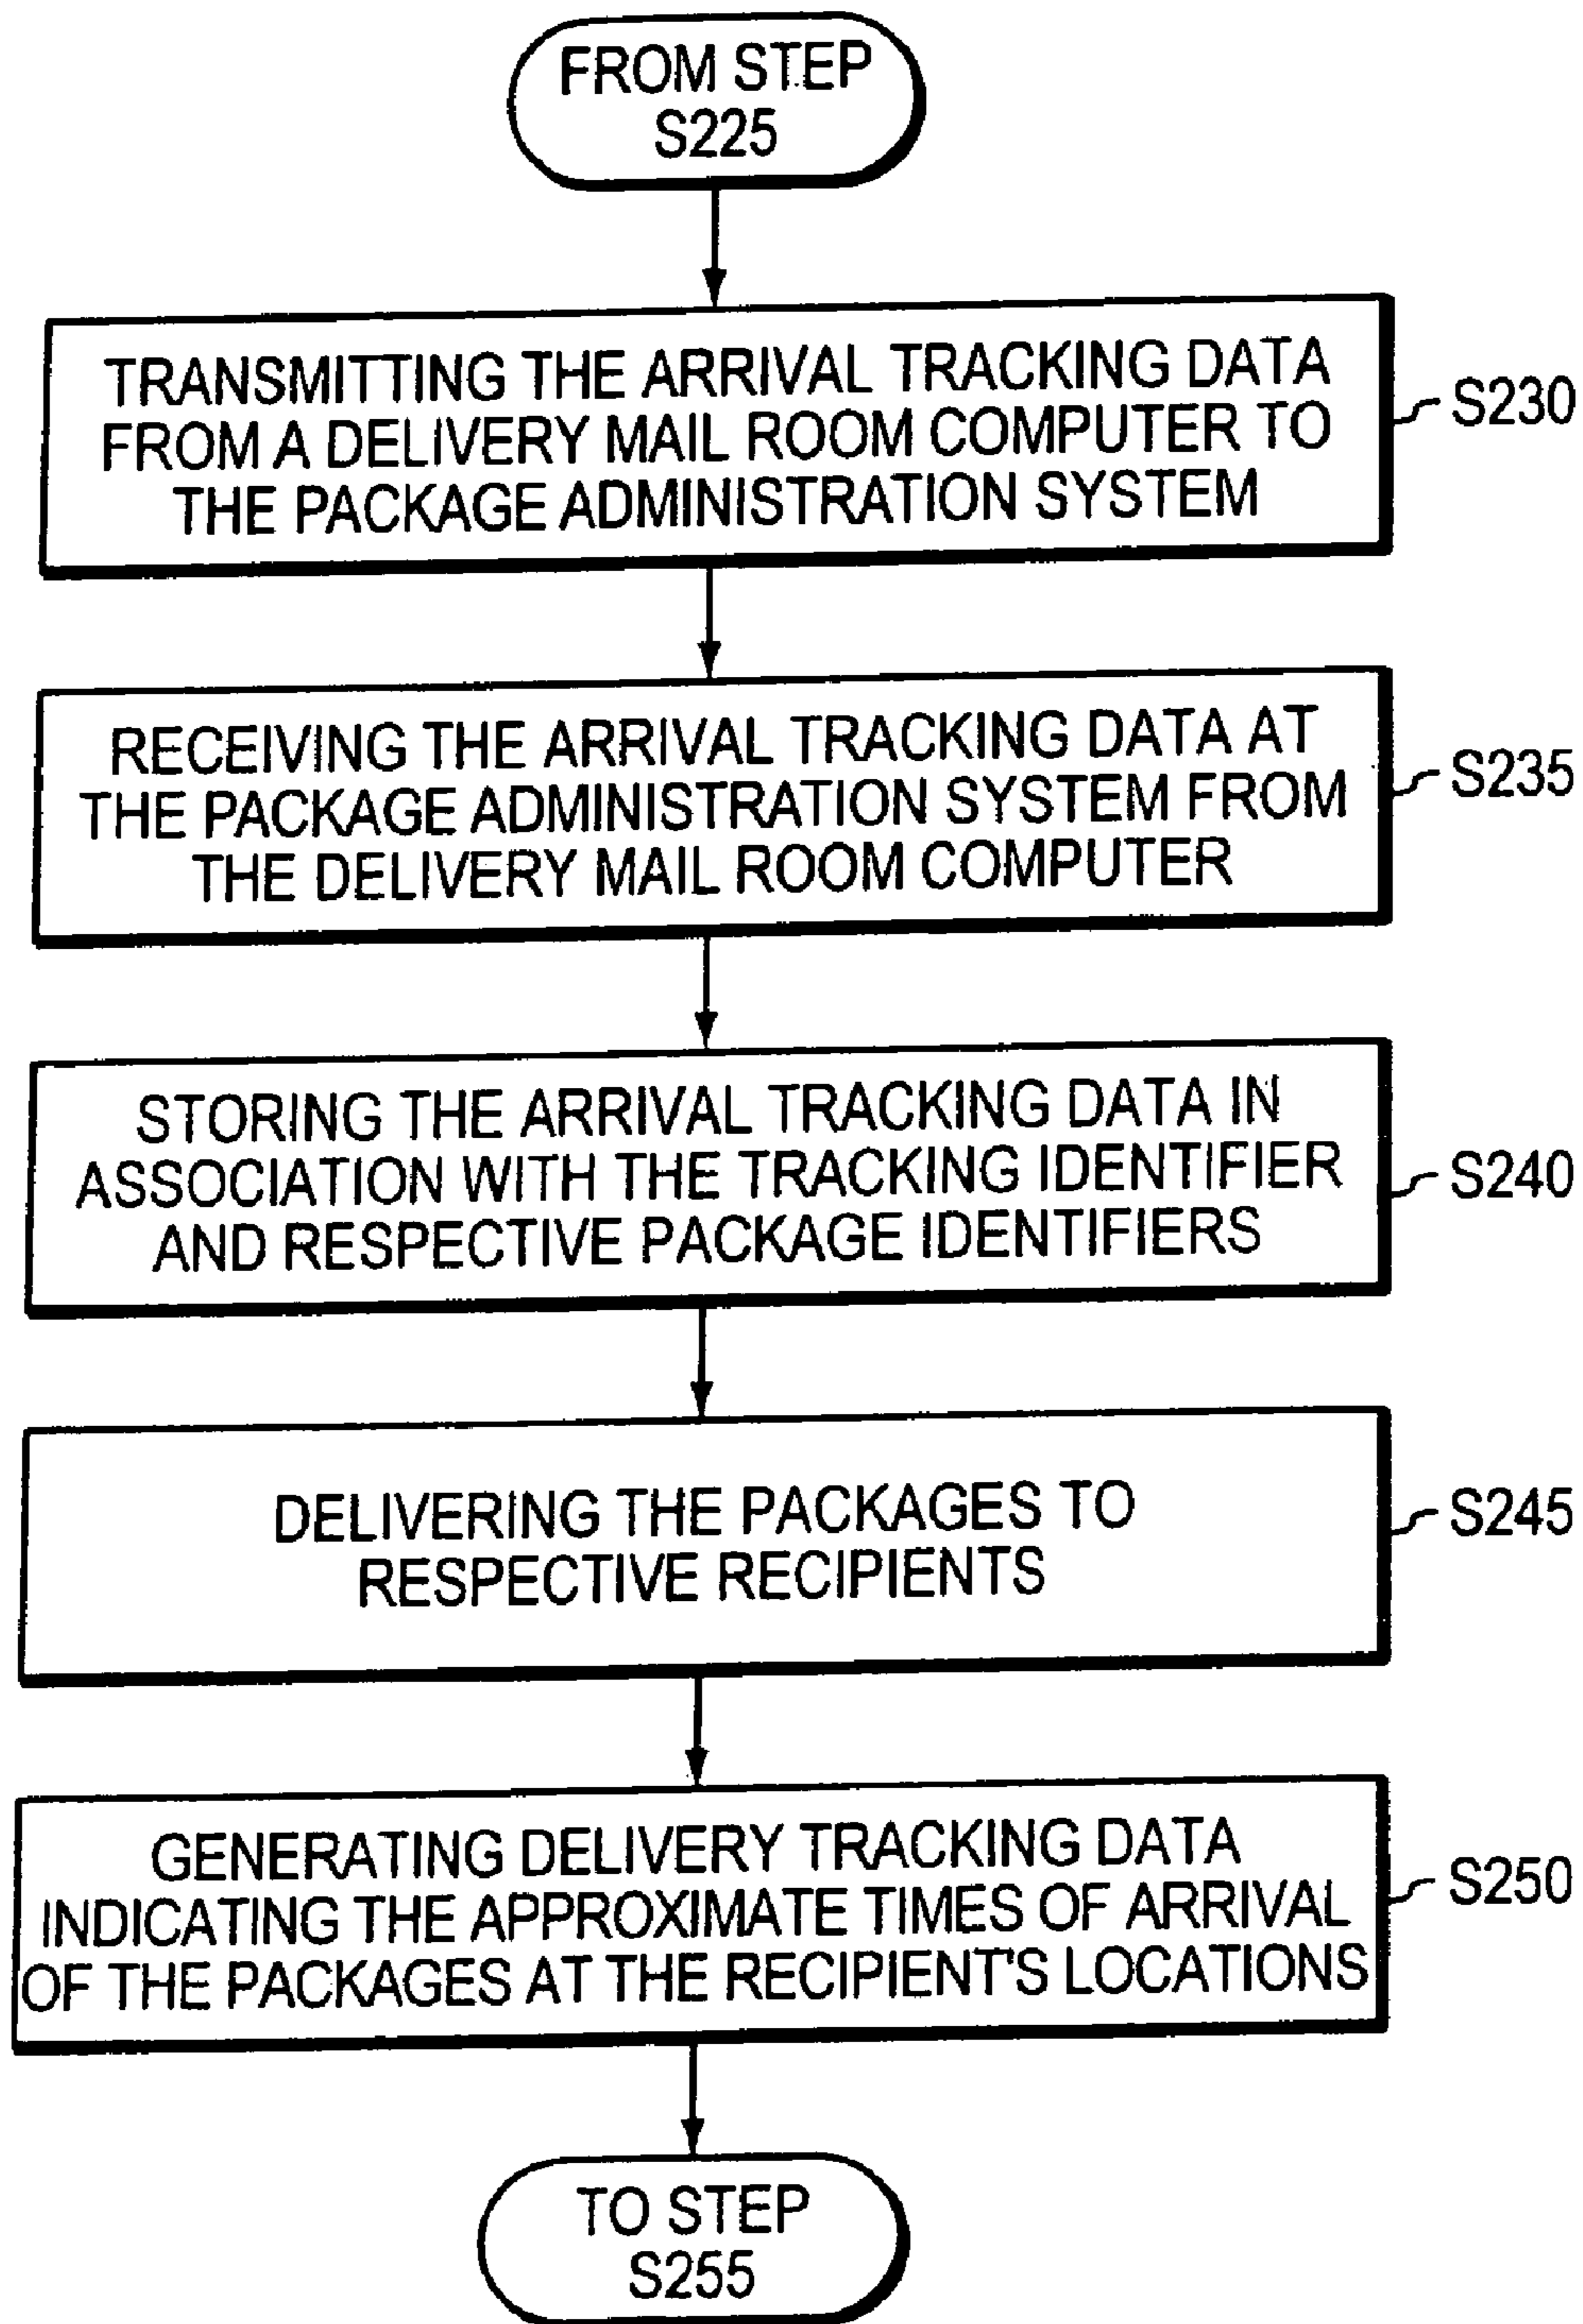 FROM STEP
S225
TRANSMITTING THE ARRIVAL TRACKING DATA
FROM A DELIVERY MAIL ROOM COMPUTER TO
THE PACKAGE ADMINISTRATION SYSTEM
S230
RECEIVING THE ARRIVAL TRACKING DATA AT
THE PACKAGE ADMINISTRATION SYSTEM FROM
THE DELIVERY MAIL ROOM COMPUTER
S235
STORING THE ARRIVAL TRACKING DATA IN
ASSOCIATION WITH THE TRACKING IDENTIFIER
AND RESPECTIVE PACKAGE IDENTIFIERS
S240
DELIVERING THE PACKAGES TO
RESPECTIVE RECIPIENTS
S245
GENERATING DELIVERY TRACKING DATA
INDICATING THE APPROXIMATE TIMES OF ARRIVAL
OF THE PACKAGES AT THE RECIPIENT'S LOCATIONS
S250
TO STEP
S255